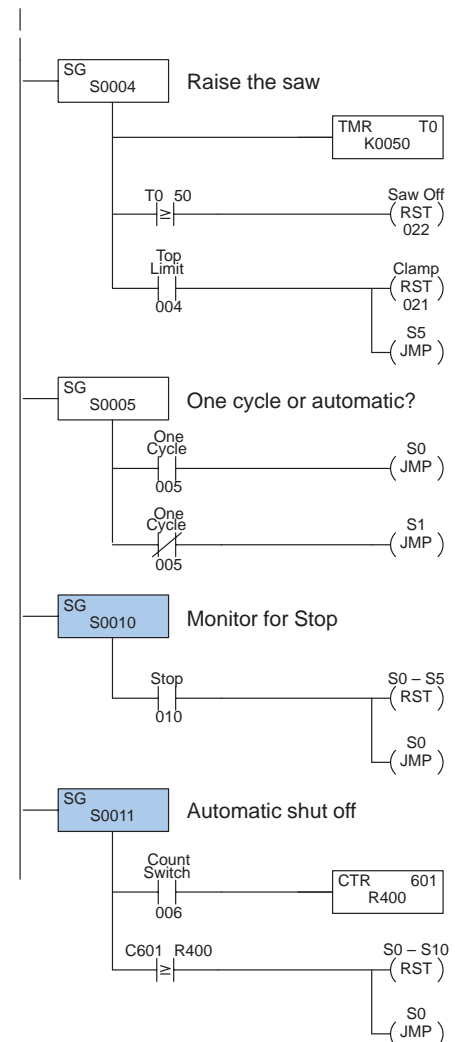 SG
S0004
Raise the saw
TMR T0
K0050
T0 50
≥
Saw Off
RST
022
Top
Limit
004
Clamp
RST
021
S5
JMP
SG
S0005
One cycle or automatic?
One
Cycle
005
S0
JMP
One
Cycle
005
S1
JMP
SG
S0010
Monitor for Stop
Stop
010
S0 – S5
RST
S0
JMP
SG
S0011
Automatic shut off
Count
Switch
006
CTR 601
R400
C601 R400
≥
S0 – S10
RST
S0
JMP